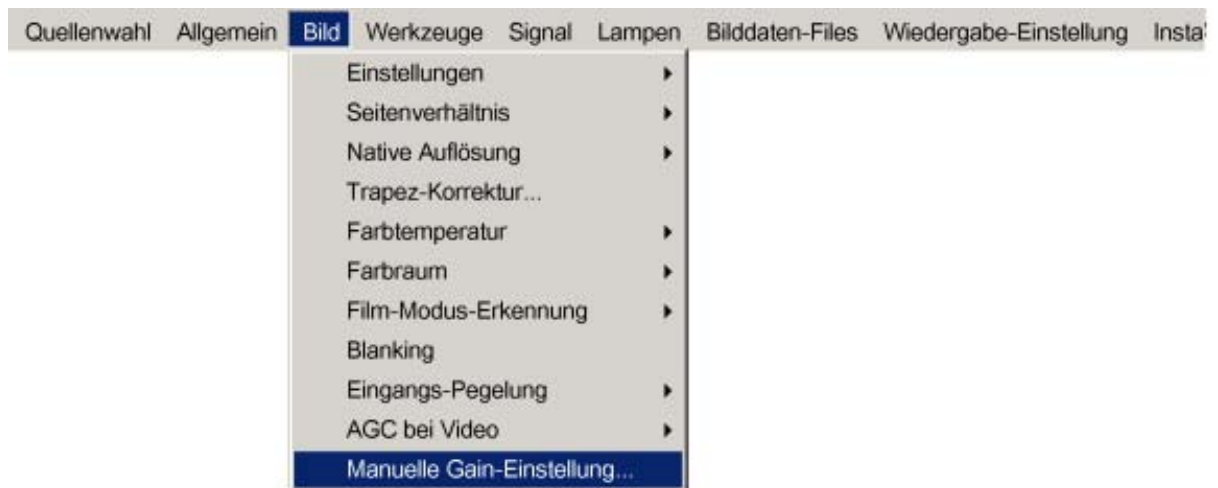 Quellenwahl Allgemein Bild Werkzeuge Signal Lampen Bilddaten-Files Wiedergabe-Einstellung
Einstellungen
Seitenverhältnis
Native Auflösung
Trapez-Korrektur...
Farbtemperatur
Farbraum
Film-Modus-Erkennung
Blanking
Eingangs-Pegelung
AGC bei Video
Manuelle Gain-Einstellung...